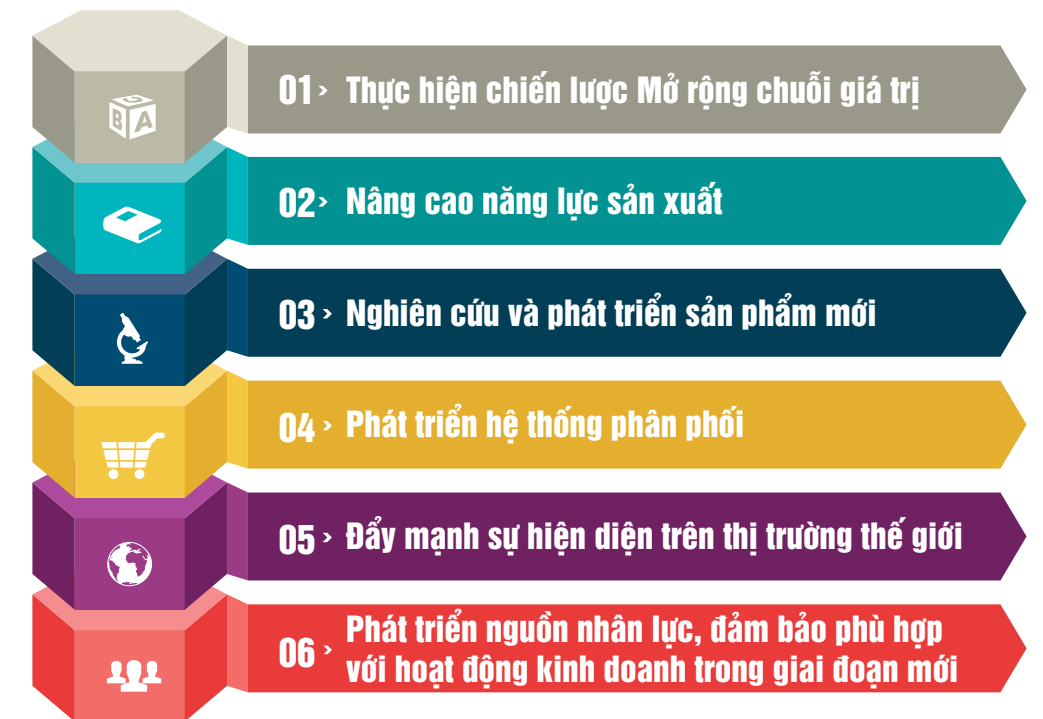 01 › Thực hiện chiến lược Mở rộng chuỗi giá trị
02 › Nâng cao năng lực sản xuất
03 › Nghiên cứu và phát triển sản phẩm mới
04 › Phát triển hệ thống phân phối
05 › Đẩy mạnh sự hiện diện trên thị trường thế giới
06 › Phát triển nguồn nhân lực, đảm bảo phù hợp
với hoạt động kinh doanh trong giai đoạn mới
B A C